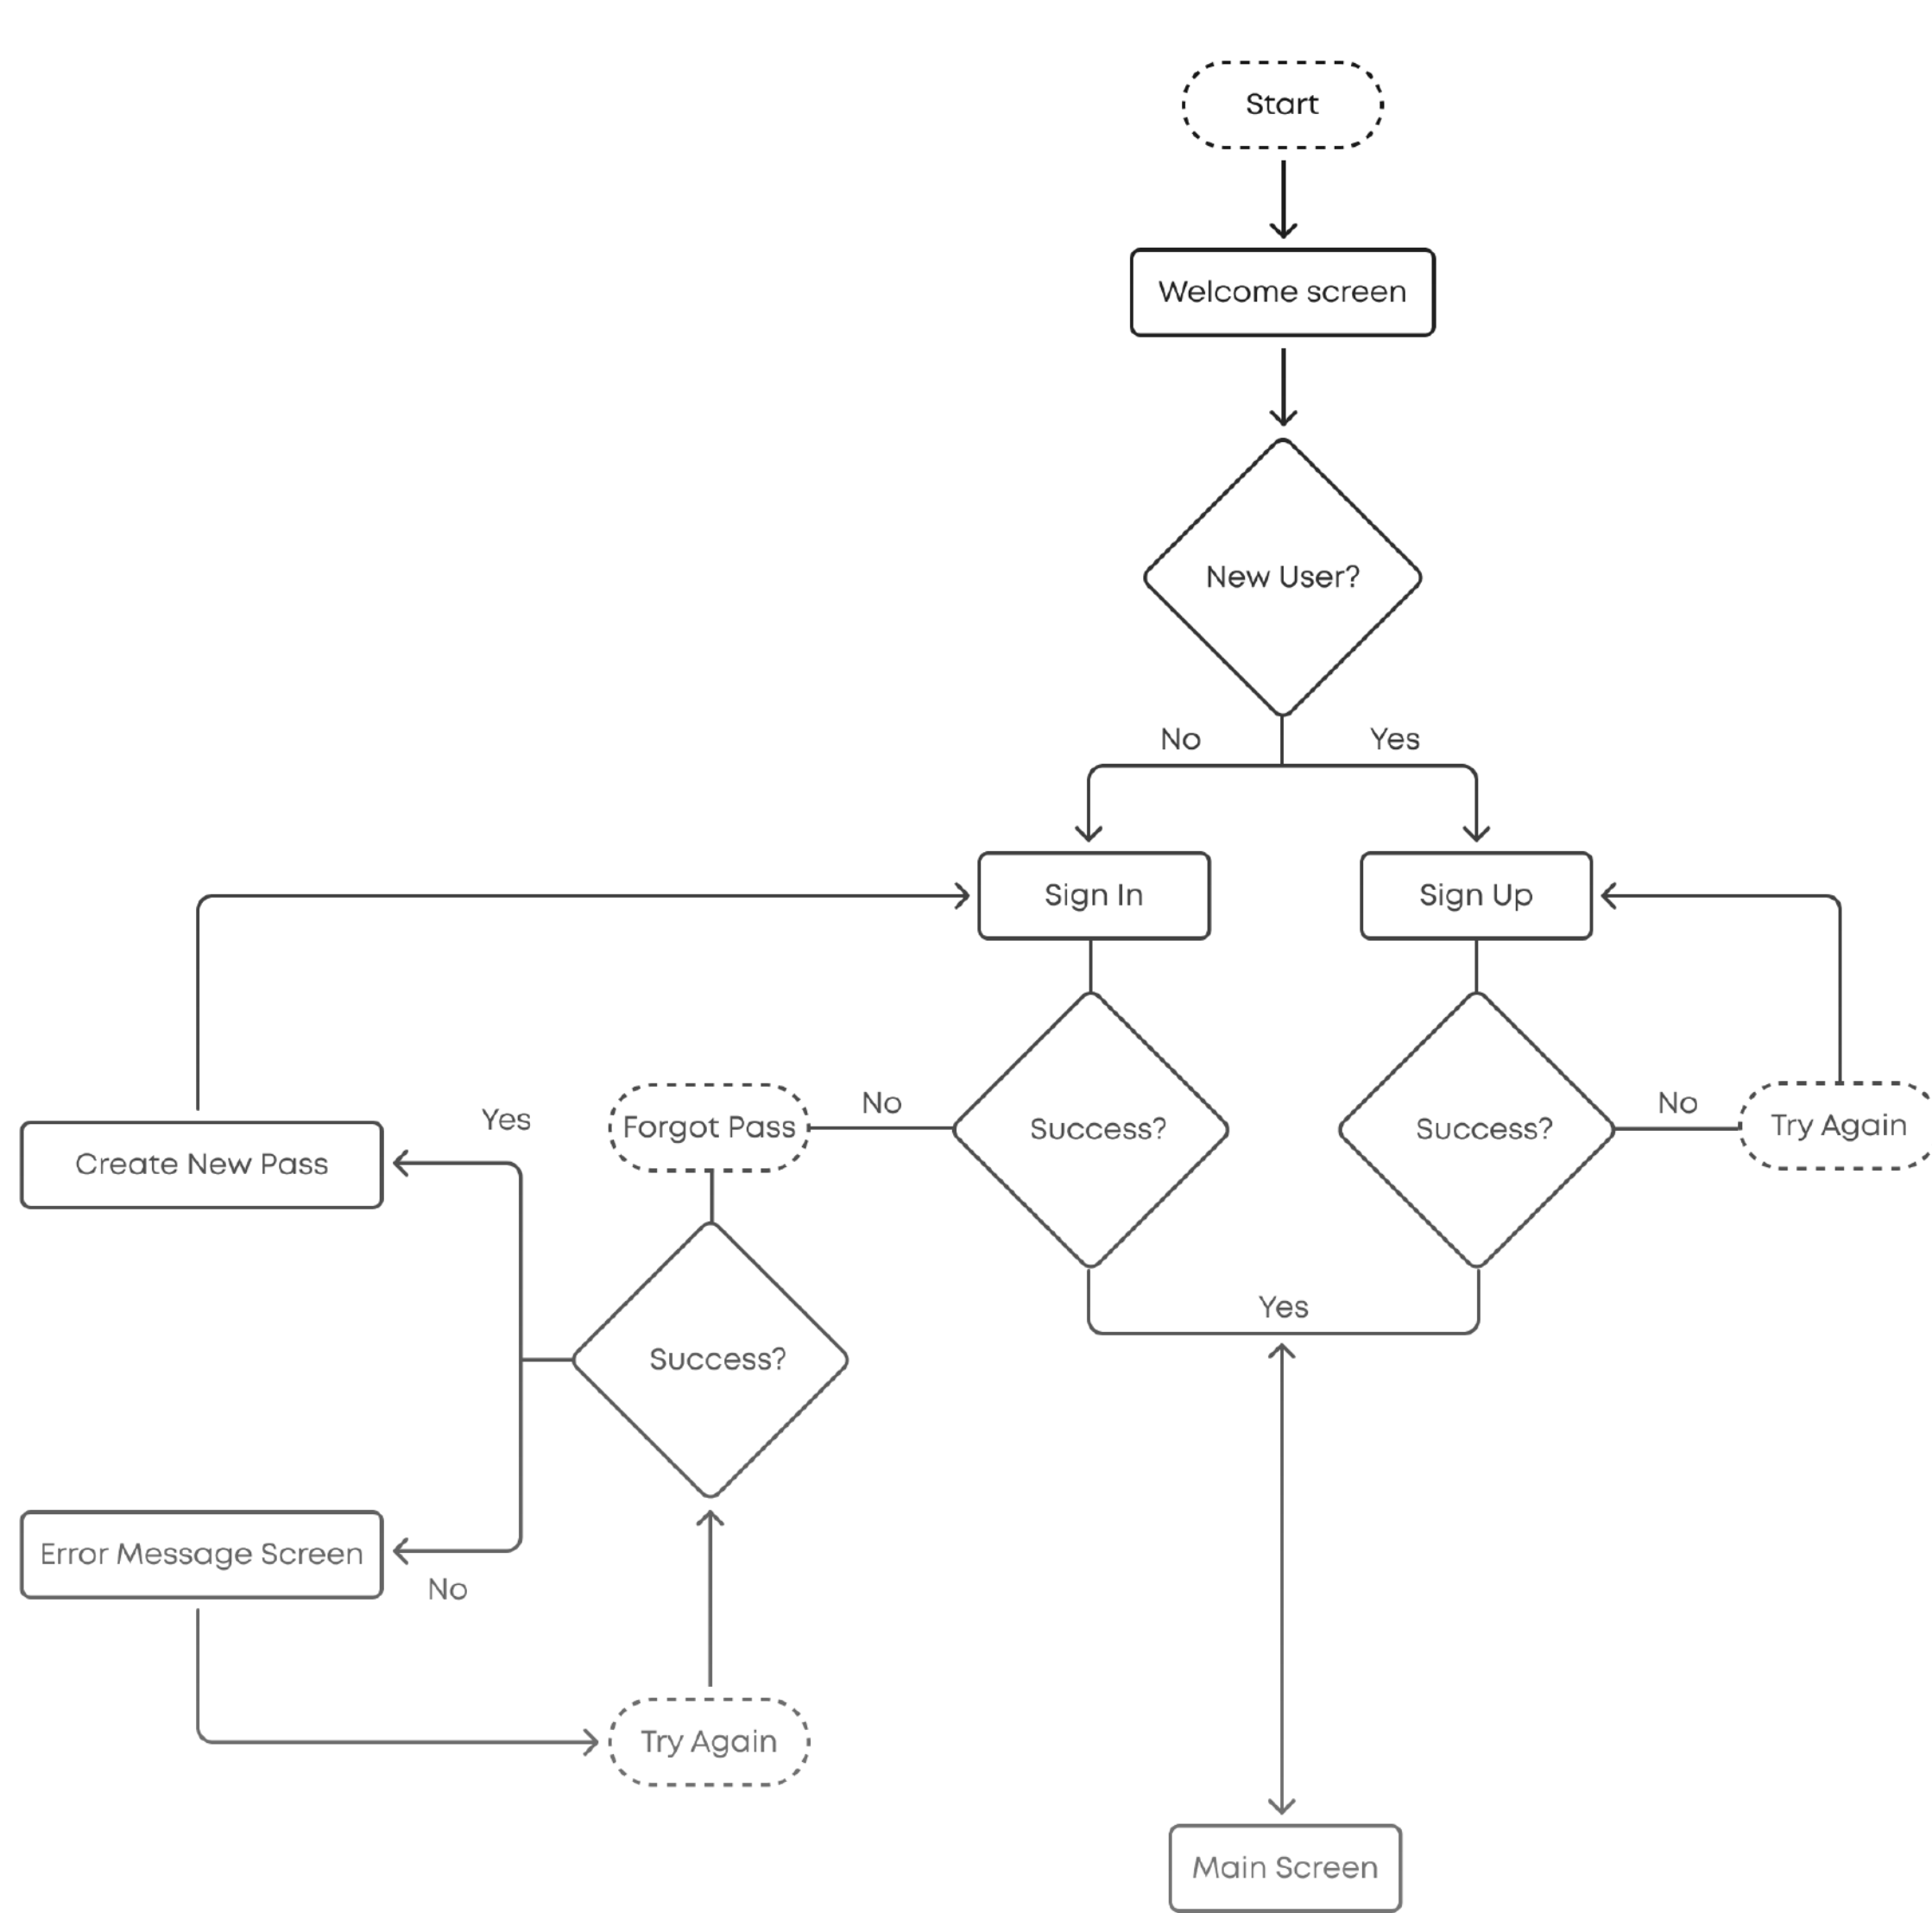 Start
Welcome screen
New User?
No
Yes
Sign In
Sign Up
Success?
Success?
No
Try Again
No
Forgot Pass
Yes
Create New Pass
Success?
Yes
Error Message Screen
No
Try Again
Main Screen